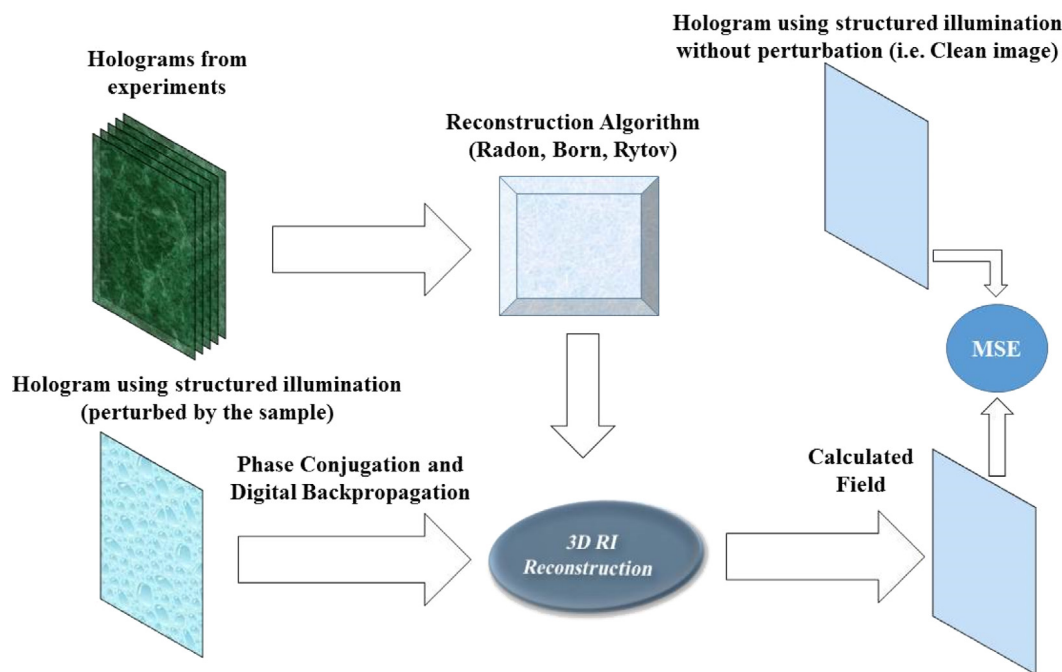 Hologram using structured illumination
without perturbation (i.e. Clean image)
Holograms from
experiments
Reconstruction Algorithm
(Radon, Born, Rytov)
MSE
Hologram using structured illumination
(perturbed by the sample)
Phase Conjugation and
Digital Backpropagation
Calculated
Field
3D RI
Reconstruction